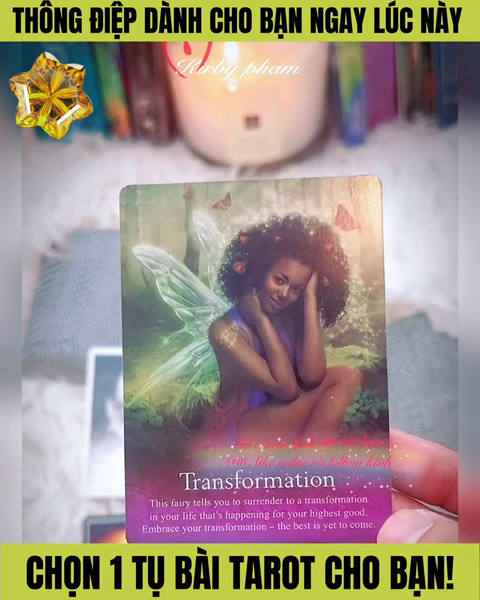 THÔNG ĐIỆP DÀNH CHO BẠN NGAY LÚC NÀY
Kirby pham
Transformation
This fairy tells you to surrender to a transformation
in your life that's happening for your highest good.
Embrace your transformation – the best is yet to come.
CHỌN 1 TỤ BÀI TAROT CHO BẠN!